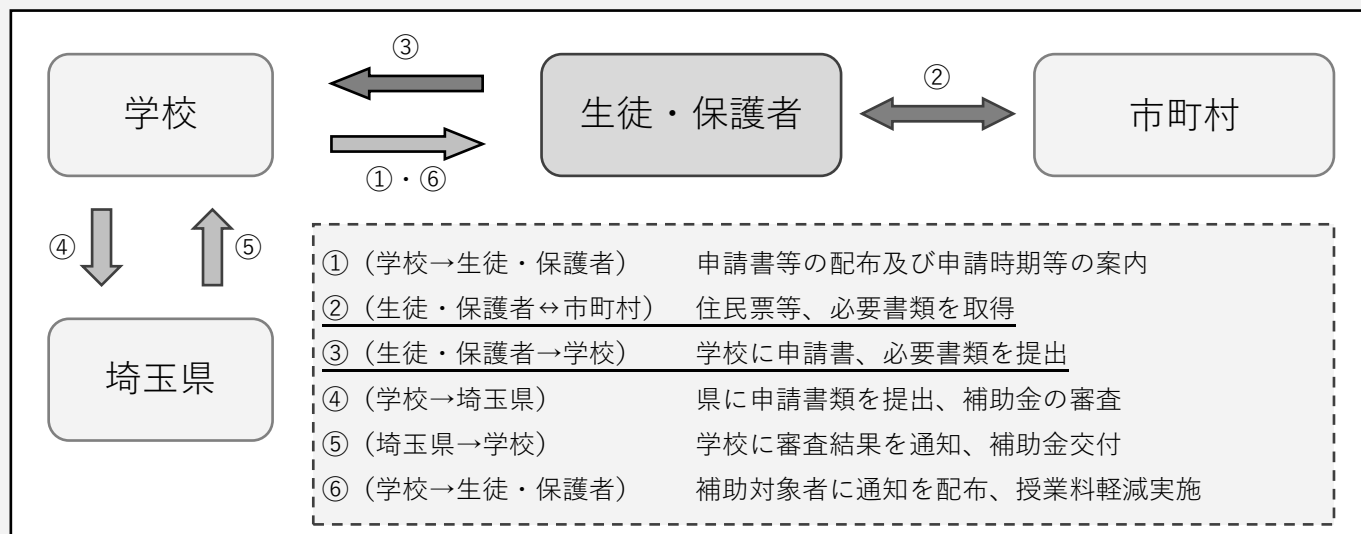 ③
学校
生徒・保護者
②
市町村
①・⑥
④
⑤
埼玉県
①（学校→生徒・保護者） 申請書等の配布及び申請時期等の案内
②（生徒・保護者↔市町村） 住民票等、必要書類を取得
③（生徒・保護者→学校） 学校に申請書、必要書類を提出
④（学校→埼玉県） 県に申請書類を提出、補助金の審査
⑤（埼玉県→学校） 学校に審査結果を通知、補助金交付
⑥（学校→生徒・保護者） 補助対象者に通知を配布、授業料軽減実施